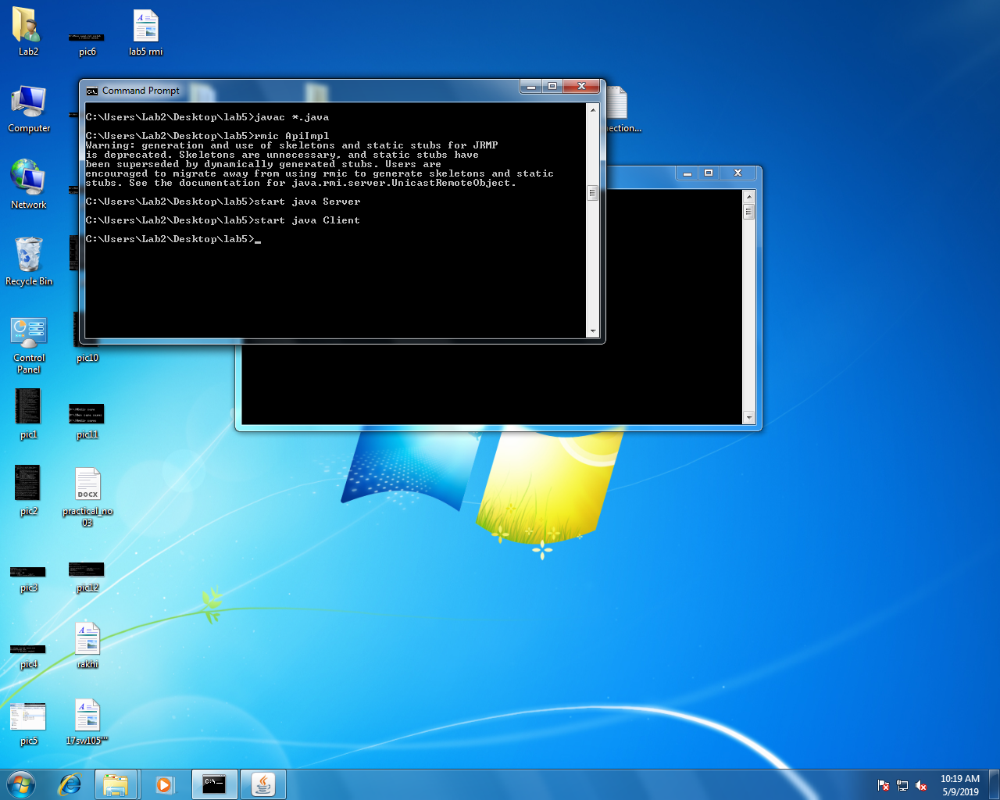 Lab2
pic6
lab5 rmi
Command Prompt
C:\Users\Lab2\Desktop\lab5>javac *.java
C:\Users\Lab2\Desktop\lab5>rmic ApiImpl
Warning: generation and use of skeletons and static stubs for JRMP
is deprecated. Skeletons are unnecessary, and static stubs have
been superseded by dynamically generated stubs. Users are
encouraged to migrate away from using rmic to generate skeletons and static
stubs. See the documentation for java.rmi.server.UnicastRemoteObject.
C:\Users\Lab2\Desktop\lab5>start java Server
C:\Users\Lab2\Desktop\lab5>start java Client
C:\Users\Lab2\Desktop\lab5>_
Computer
Network
Recycle Bin
Control
Panel
pic10
pic1
pic11
pic2
DOCX
practical_no
03
pic3
pic12
pic4
rakhi
pic5
17sw105'''
C:\_
10:19 AM
5/9/2019